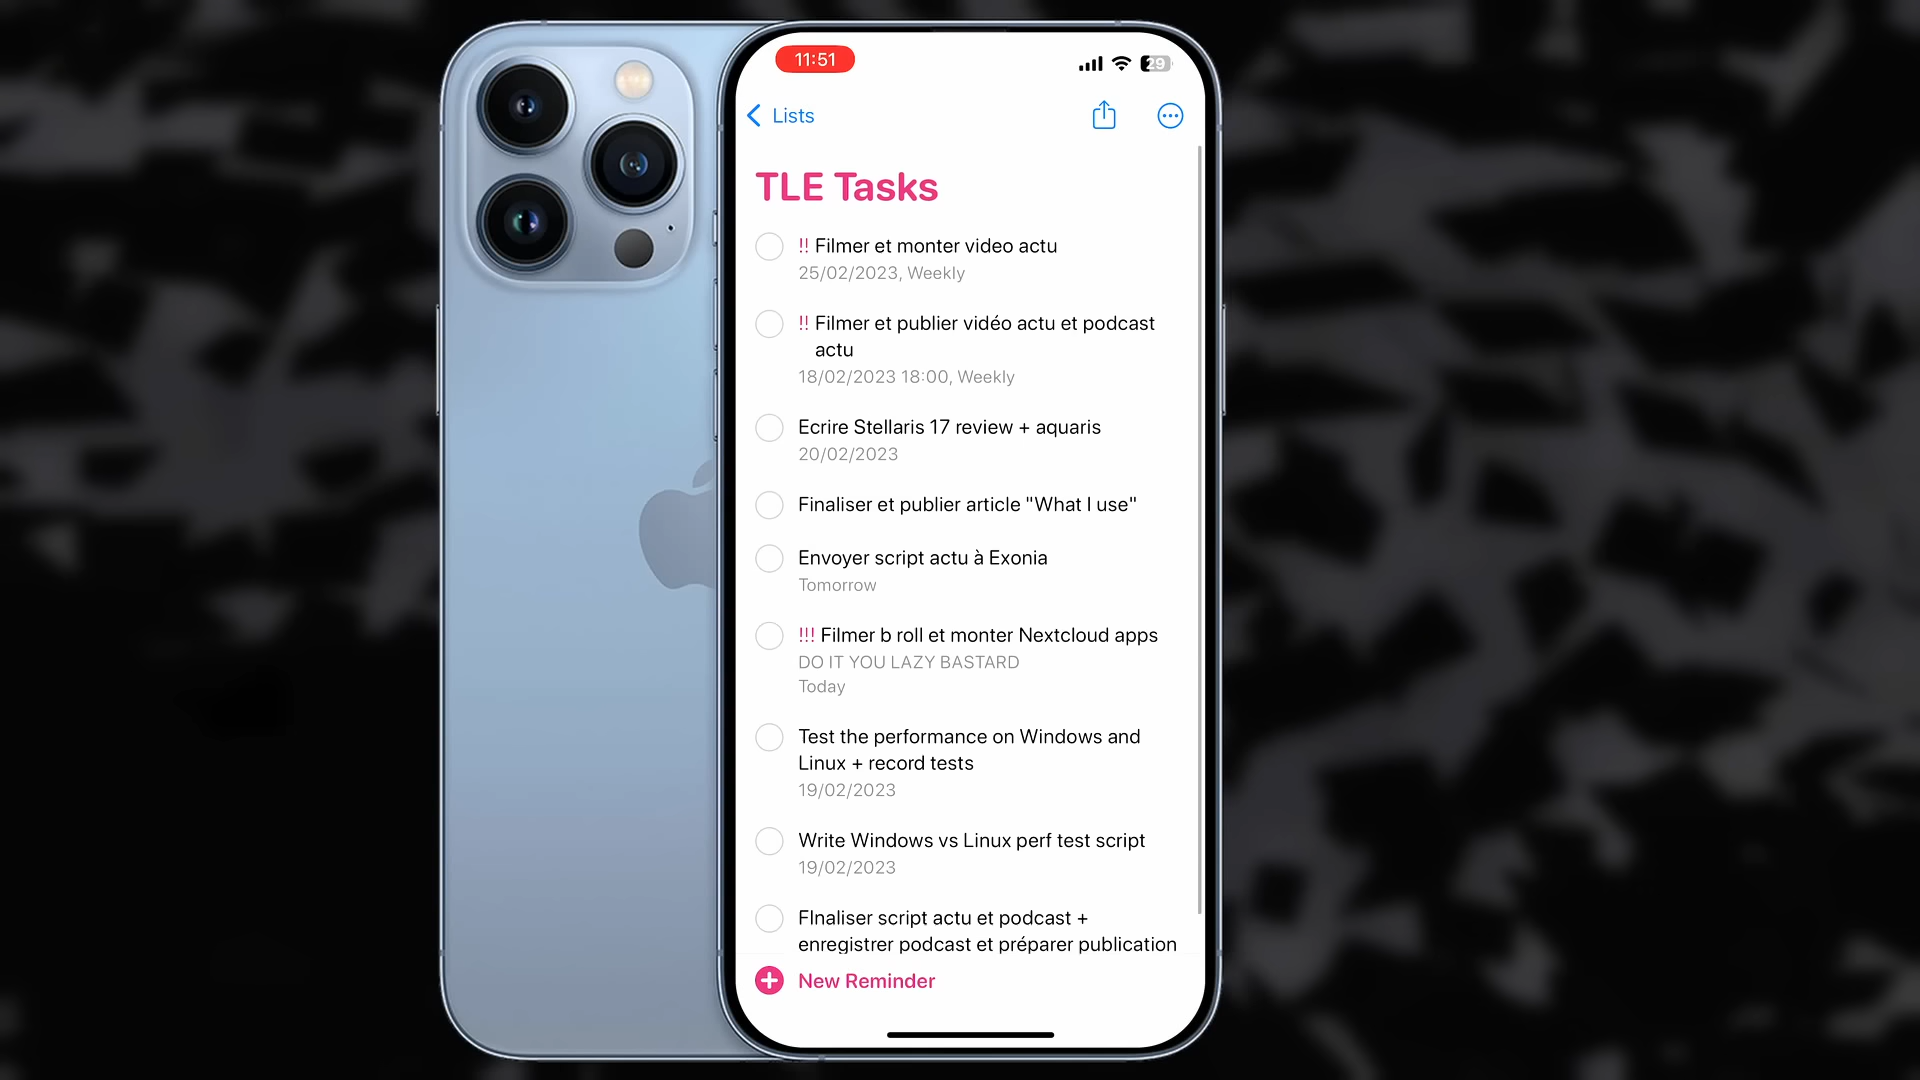 11:51
29
Lists
TLE Tasks
!! Filmer et monter video actu
25/02/2023, Weekly
!! Filmer et publier vidéo actu et podcast
actu
18/02/2023 18:00, Weekly
Ecrire Stellaris 17 review + aquaris
20/02/2023
Finaliser et publier article "What I use"
Envoyer script actu à Exonia
Tomorrow
!!! Filmer b roll et monter Nextcloud apps
DO IT YOU LAZY BASTARD
Today
Test the performance on Windows and
Linux + record tests
19/02/2023
Write Windows vs Linux perf test script
19/02/2023
FInaliser script actu et podcast +
enregistrer podcast et préparer publication
New Reminder